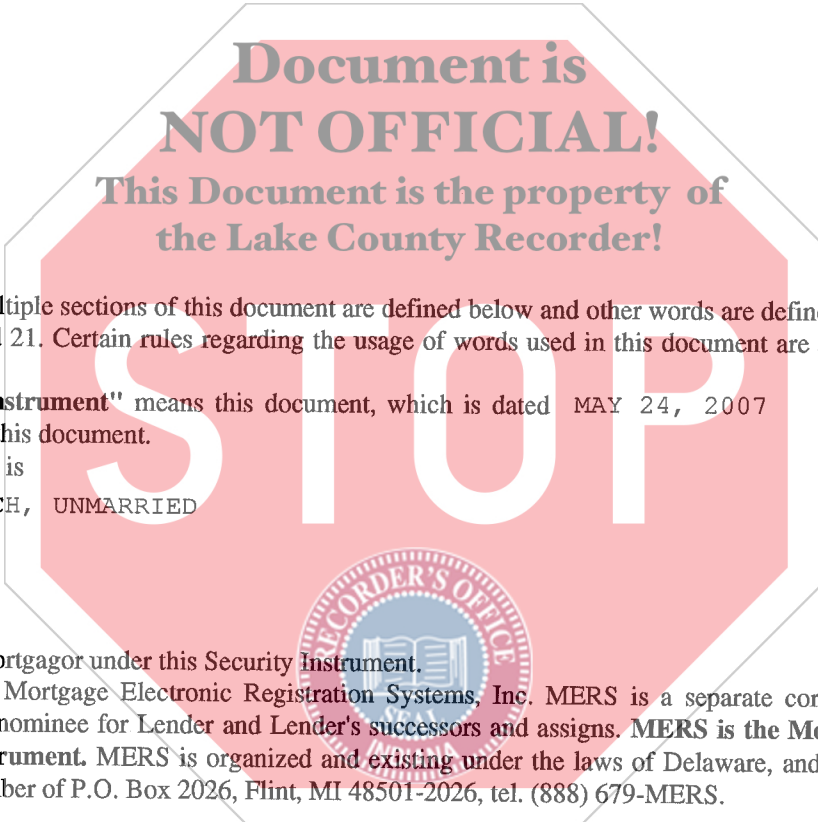 Document is
NOT OFFICIAL!
This Document is the property of
the Lake County Recorder!
ltiple sections of this document are defined below and other words are define
21. Certain rules regarding the usage of words used in this document are
strument" means this document, which is dated MAY 24, 2007
his document.
is
CH, UNMARRIED
STOP
RECORDER'S OFFICE
SEAL
INDIANA
ortgagor under this Security Instrument.
Mortgage Electronic Registration Systems, Inc. MERS is a separate cor
nominee for Lender and Lender's successors and assigns. MERS is the Mo
rument. MERS is organized and existing under the laws of Delaware, and
ber of P.O. Box 2026, Flint, MI 48501-2026, tel. (888) 679-MERS.